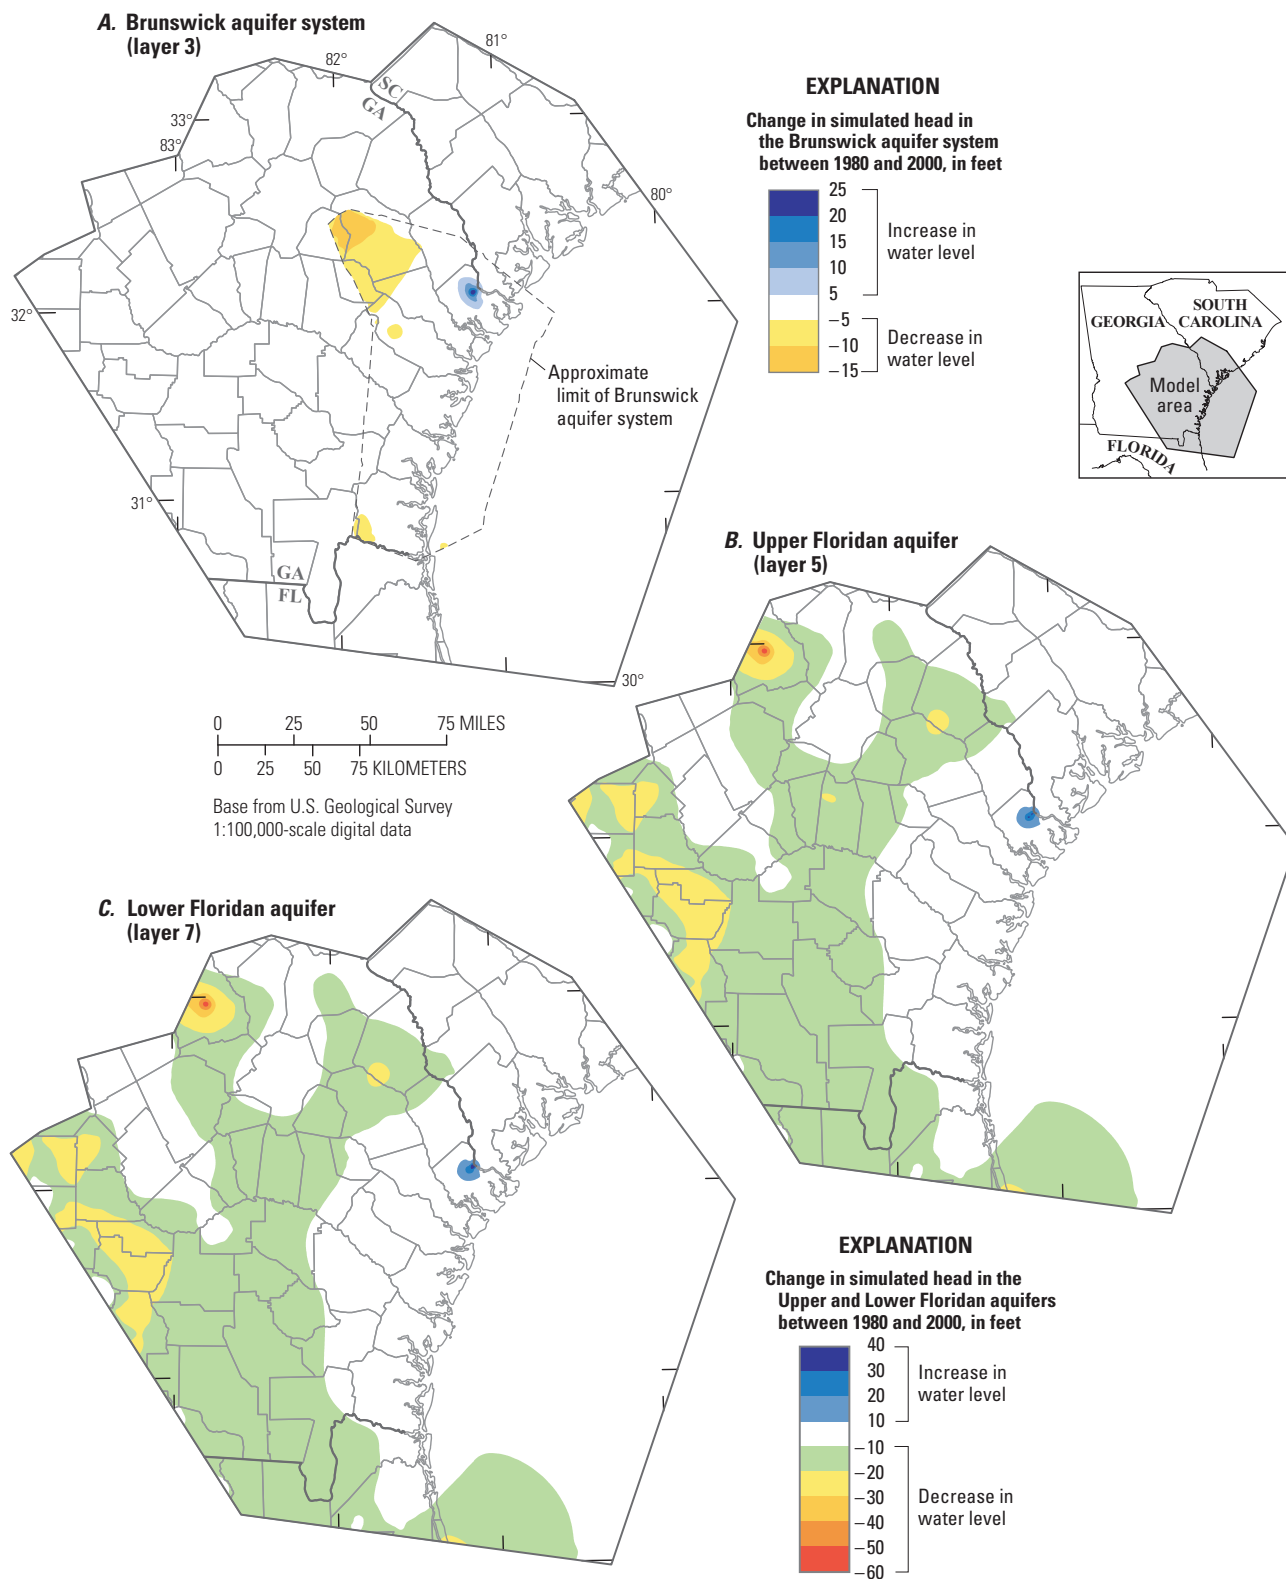 A. Brunswick aquifer system
(layer 3)
81°
82°
SC
GA
33°
83°
80°
32°
Approximate
limit of Brunswick
aquifer system
31°
GA
FL
30°
EXPLANATION
Change in simulated head in
the Brunswick aquifer system
between 1980 and 2000, in feet
25
20
15
10
5
–5
–10
–15
Increase in
water level
Decrease in
water level
GEORGIA
SOUTH
CAROLINA
Model
area
FLORIDA
0 25 50 75 MILES
0 25 50 75 KILOMETERS
Base from U.S. Geological Survey
1:100,000-scale digital data
B. Upper Floridan aquifer
(layer 5)
C. Lower Floridan aquifer
(layer 7)
EXPLANATION
Change in simulated head in the
Upper and Lower Floridan aquifers
between 1980 and 2000, in feet
40
30
20
10
–10
–20
–30
–40
–50
–60
Increase in
water level
Decrease in
water level